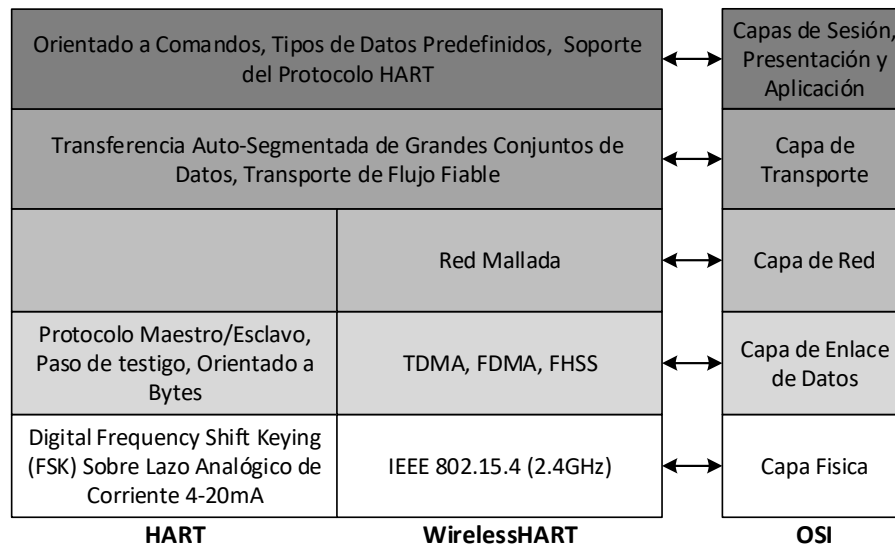 Orientado a Comandos, Tipos de Datos Predefinidos, Soporte
del Protocolo HART
Capas de Sesión,
Presentación y
Aplicación
Transferencia Auto-Segmentada de Grandes Conjuntos de
Datos, Transporte de Flujo Fiable
Capa de
Transporte
Red Mallada
Capa de Red
Protocolo Maestro/Esclavo,
Paso de testigo, Orientado a
Bytes
TDMA, FDMA, FHSS
Capa de Enlace
de Datos
Digital Frequency Shift Keying
(FSK) Sobre Lazo Analógico de
Corriente 4-20mA
IEEE 802.15.4 (2.4GHz)
Capa Fisica
HART
WirelessHART
OSI